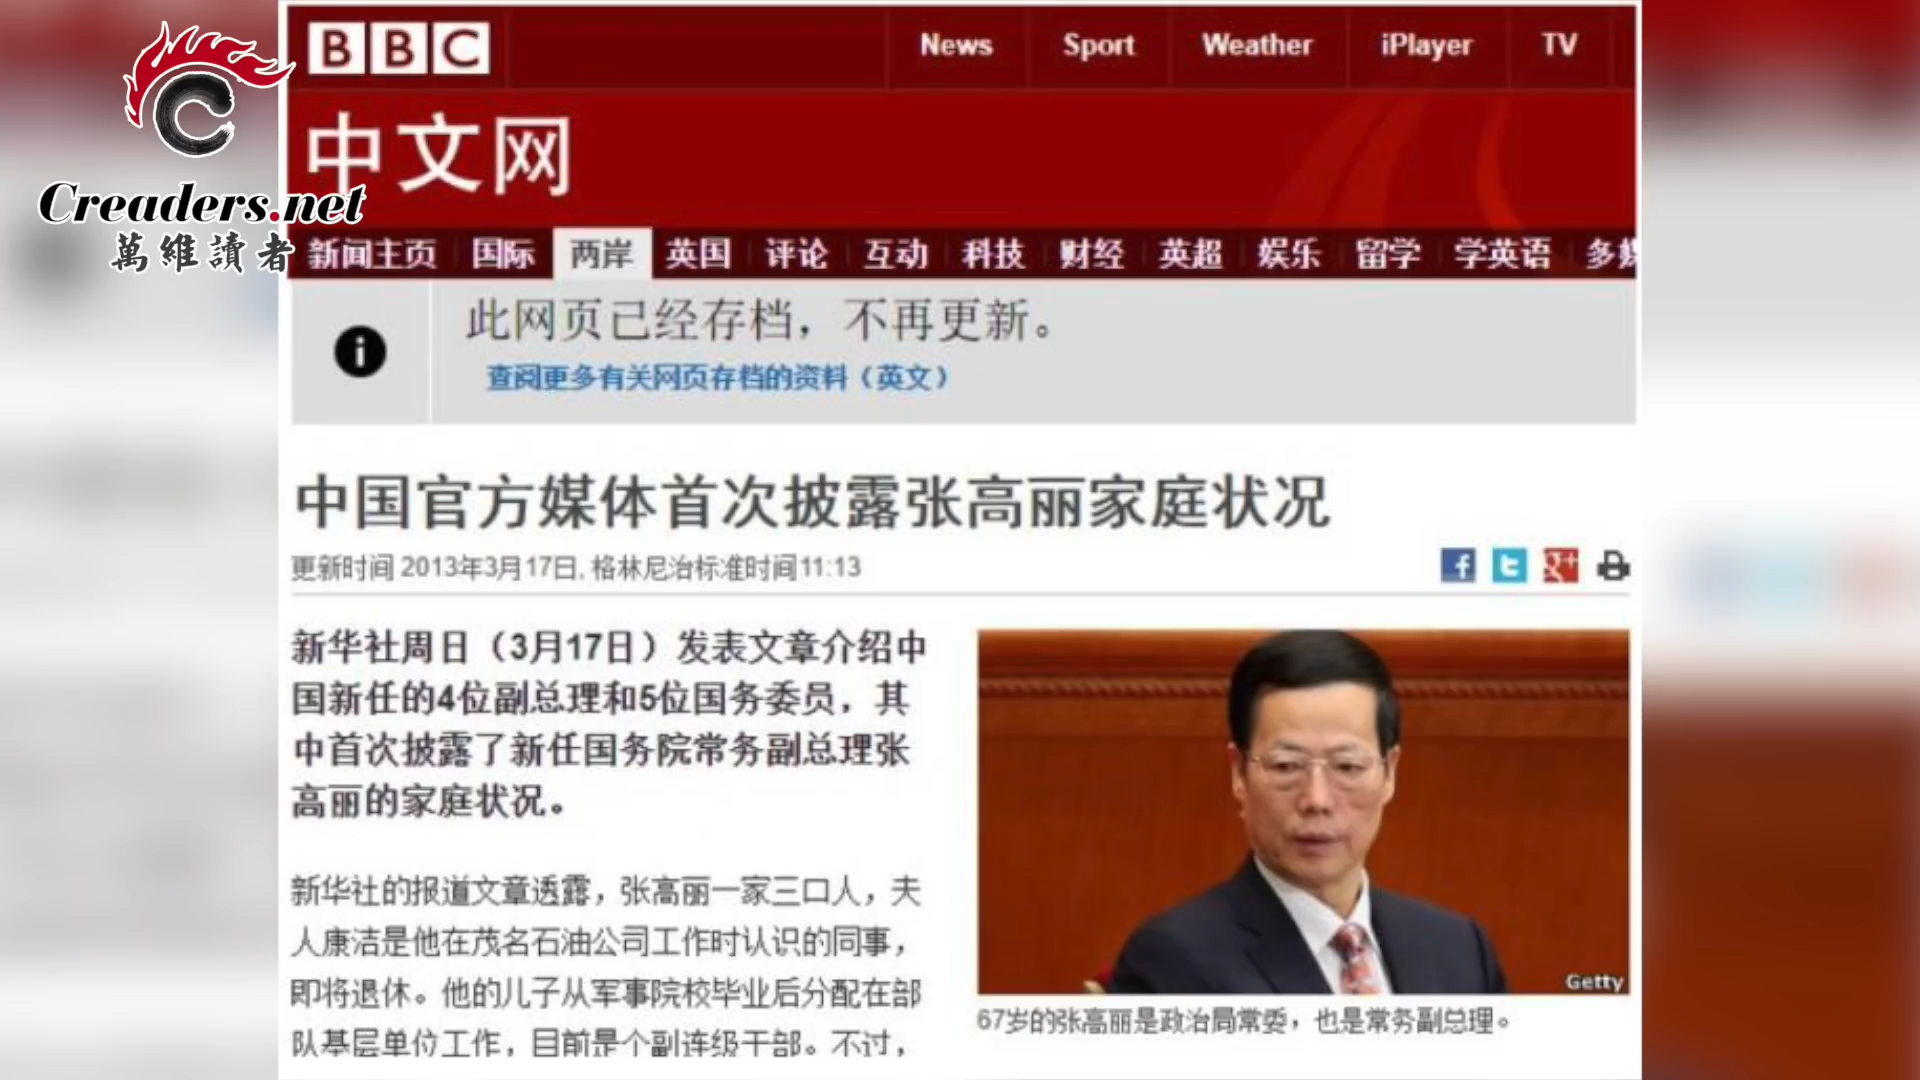 Creaders.net
萬維讀者
BBC
News
Sport
Weather
iPlayer
TV
中文网
新闻主页 国际 两岸 英国 评论 互动 科技 财经 英超 娱乐 留学 学英语 多媒
此网页已经存档，不再更新。
查阅更多有关网页存档的资料（英文）
中国官方媒体首次披露张高丽家庭状况
更新时间 2013年3月17日, 格林尼治标准时间11:13
新华社周日（3月17日）发表文章介绍中
国新任的4位副总理和5位国务委员，其
中首次披露了新任国务院常务副总理张
高丽的家庭状况。
新华社的报道文章透露，张高丽一家三口人，夫
人康洁是他在茂名石油公司工作时认识的同事，
即将退休。他的儿子从军事院校毕业后分配在部
队基层单位工作，目前是个副连级干部。不过，
Getty
67岁的张高丽是政治局常委，也是常务副总理。